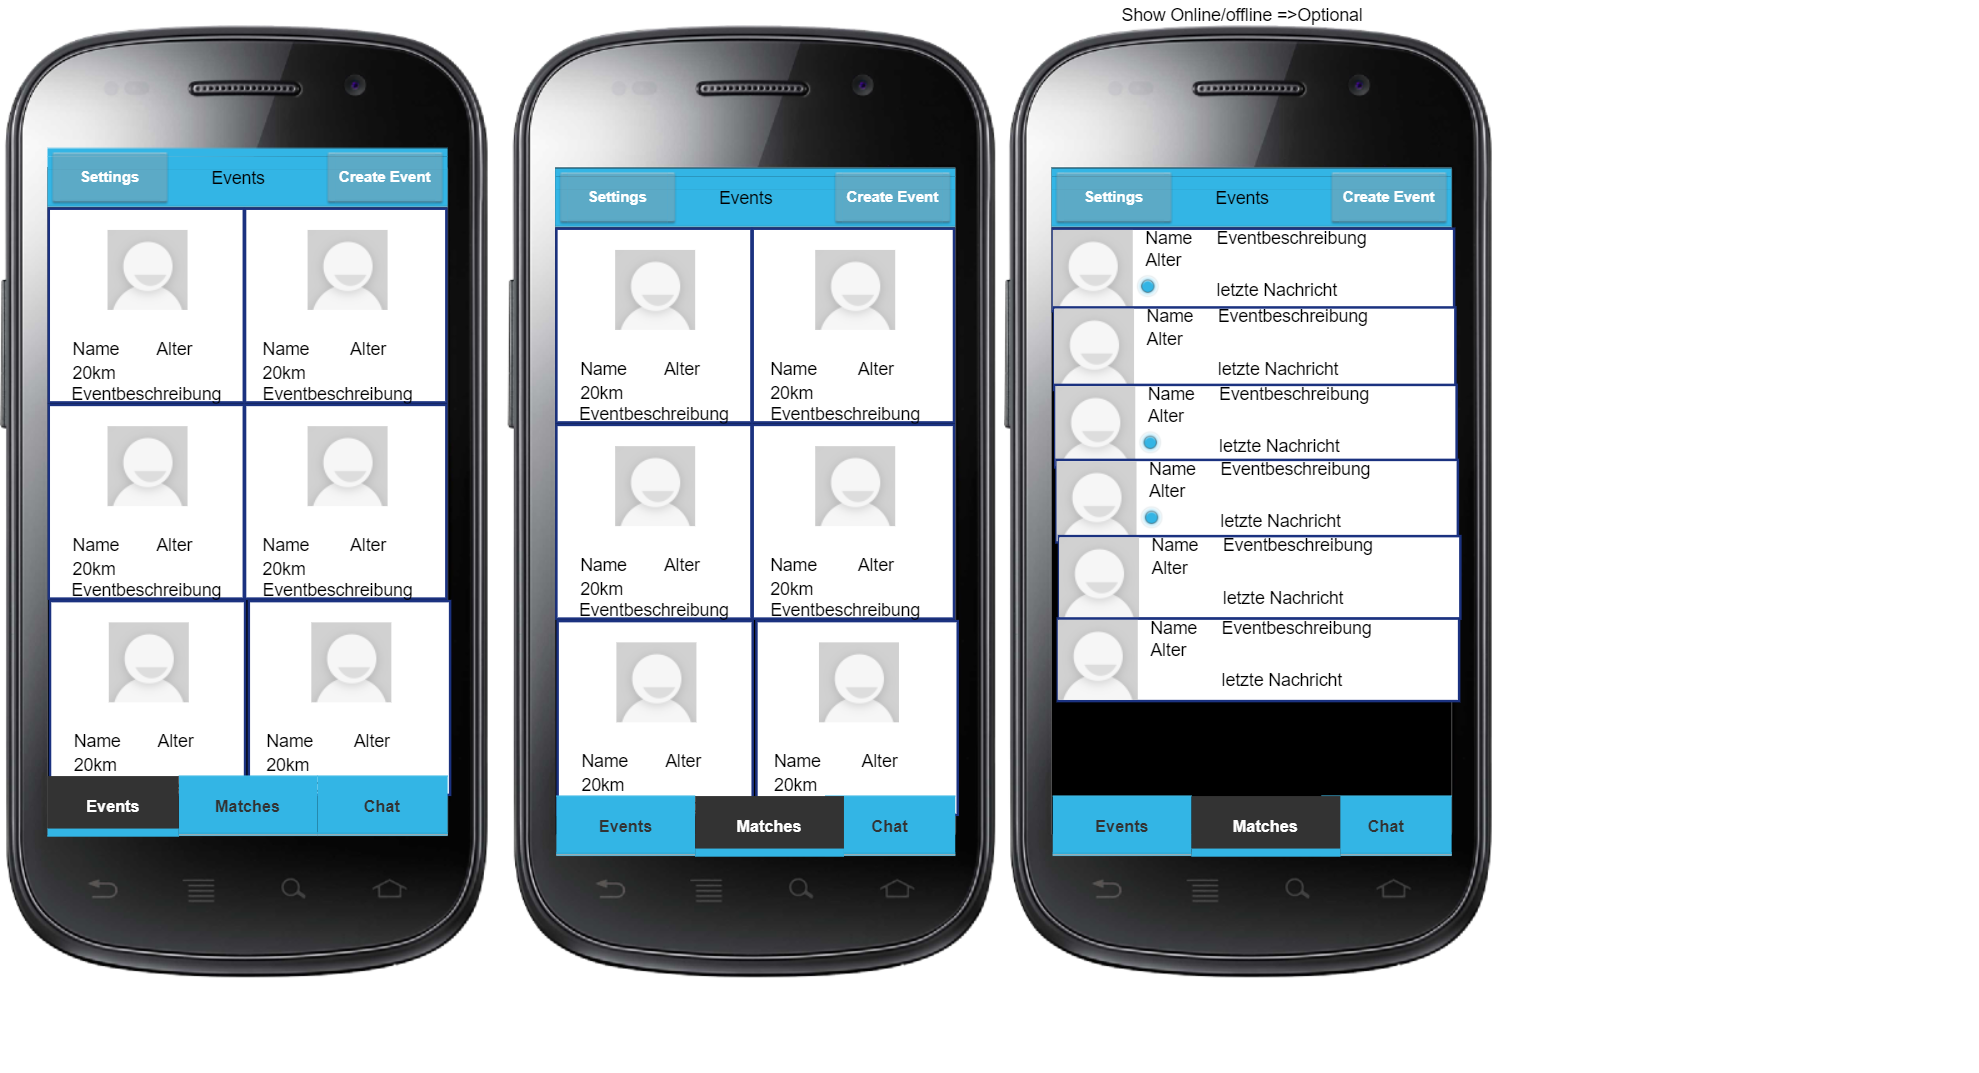 Show Online/offline =>Optional
Settings Events Create Event
Name Alter Name Alter
20km 20km
Eventbeschreibung Eventbeschreibung
Name Alter Name Alter
20km 20km
Eventbeschreibung Eventbeschreibung
Name Alter Name Alter
20km 20km
Events Matches Chat
Settings Events Create Event
Name Alter Name Alter
20km 20km
Eventbeschreibung Eventbeschreibung
Name Alter Name Alter
20km 20km
Eventbeschreibung Eventbeschreibung
Name Alter Name Alter
20km 20km
Events Matches Chat
Settings Events Create Event
Name Eventbeschreibung
Alter
letzte Nachricht
Name Eventbeschreibung
Alter
letzte Nachricht
Name Eventbeschreibung
Alter
letzte Nachricht
Name Eventbeschreibung
Alter
letzte Nachricht
Name Eventbeschreibung
Alter
letzte Nachricht
Name Eventbeschreibung
Alter
letzte Nachricht
Events Matches Chat